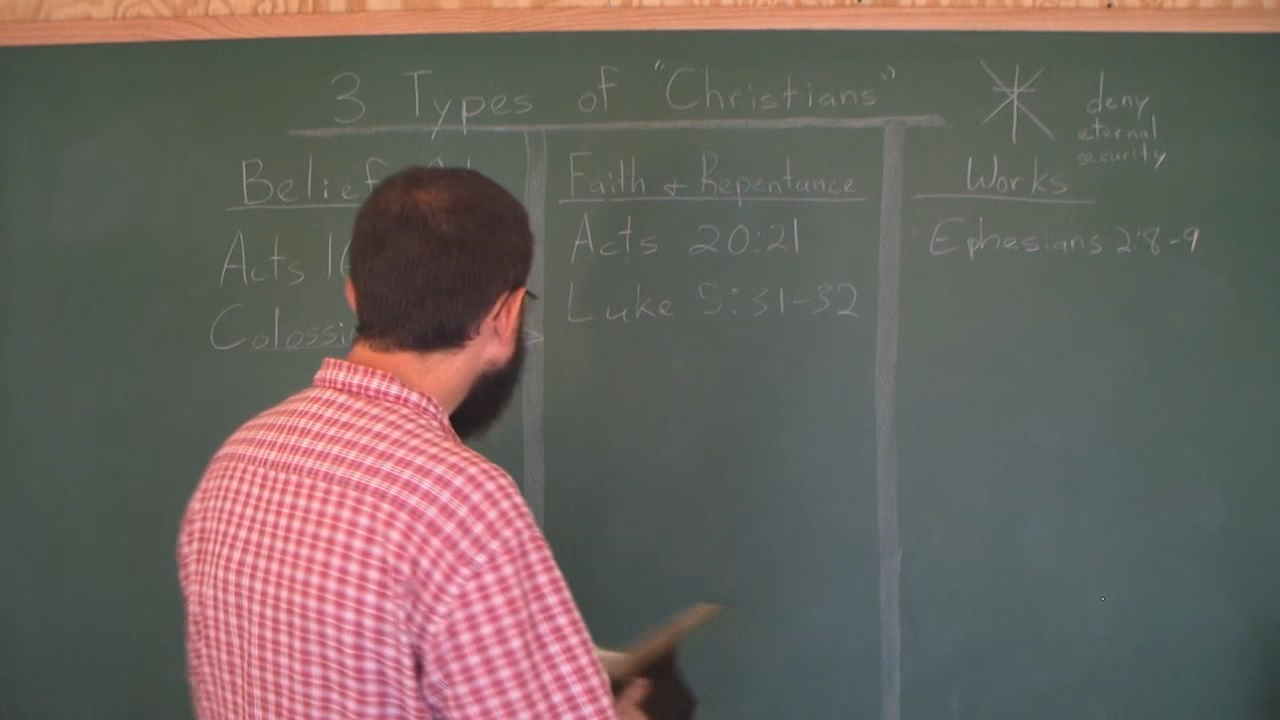 3 Types of "Christians"
deny
eternal
security
Belief
Acts 16
Colossi
Faith + Repentance
Acts 20:21
Luke 5:31-32
Works
Ephesians 2:8-9